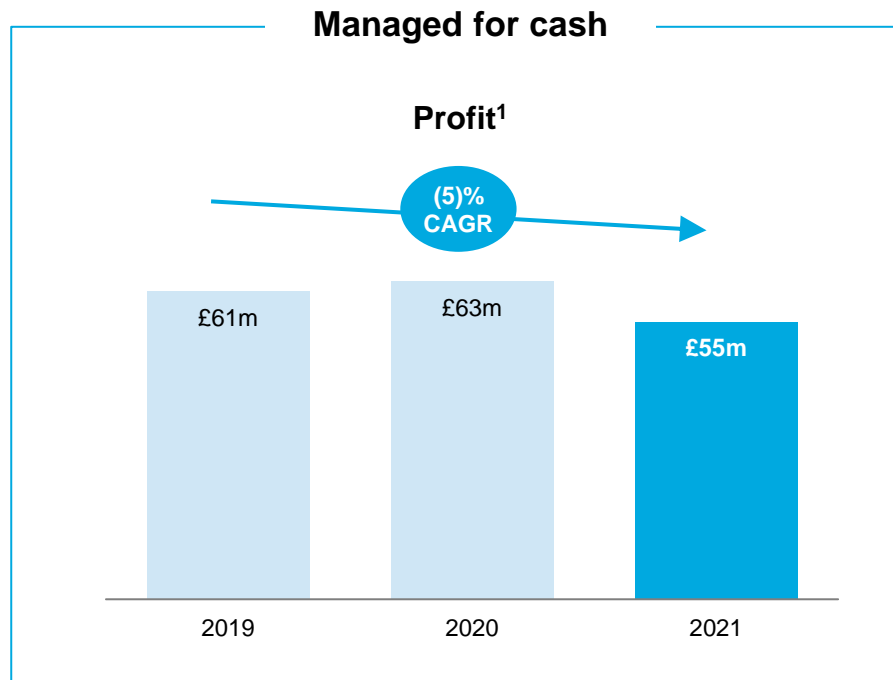 Managed for cash
Profit¹
(5)%
CAGR
£61m
£63m
£55m
2019
2020
2021